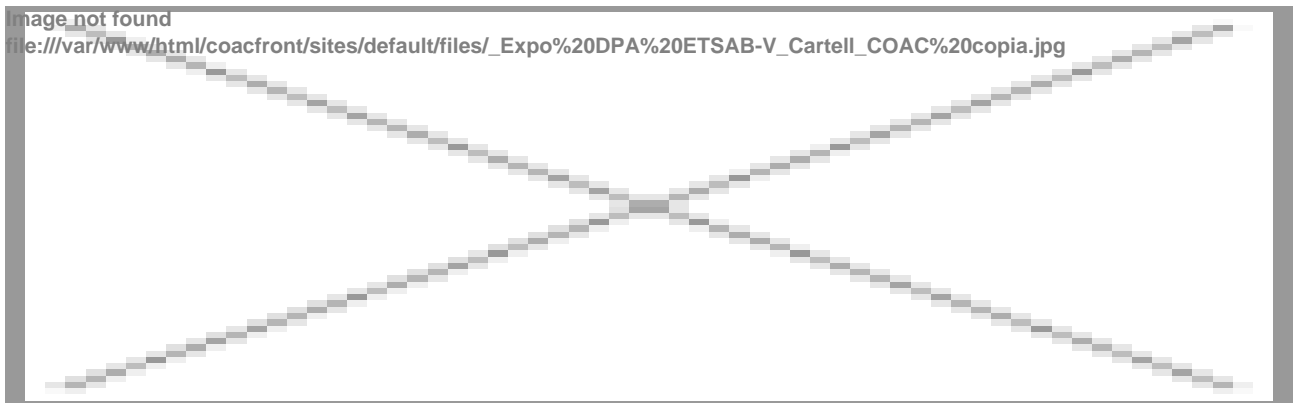 Image not found
file:///var/www/html/coacfront/sites/default/files/_Expo%20DPA%20ETSAB-V_Cartell_COAC%20copia.jpg